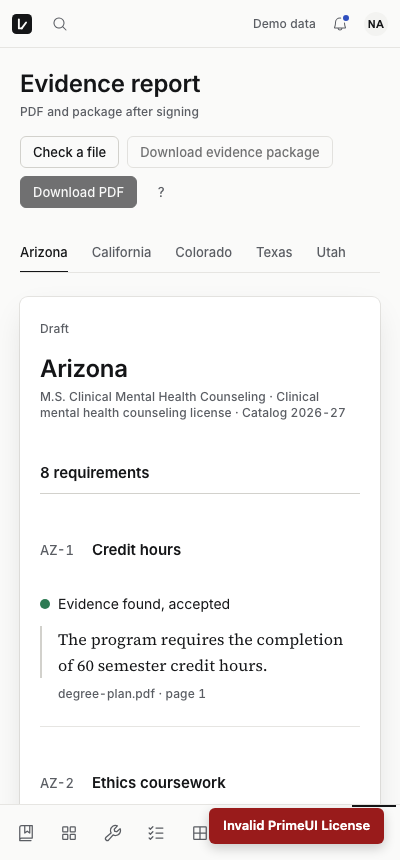 Demo data
NA
Evidence report
PDF and package after signing
Check a file
Download evidence package
Download PDF
?
Arizona
California
Colorado
Texas
Utah
Draft
Arizona
M.S. Clinical Mental Health Counseling · Clinical
mental health counseling license · Catalog 2026-27
8 requirements
AZ-1 Credit hours
Evidence found, accepted
The program requires the completion
of 60 semester credit hours.
degree-plan.pdf · page 1
AZ-2 Ethics coursework
Invalid PrimeUI License